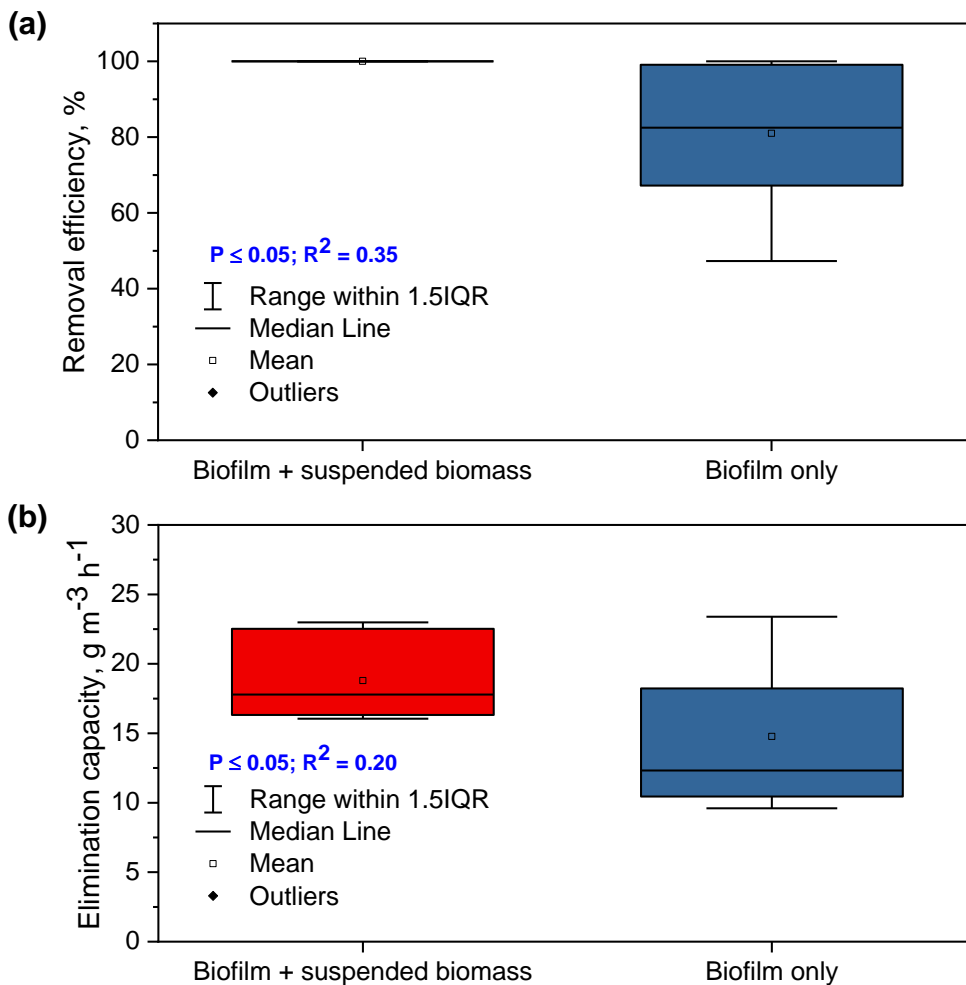 (a)
Removal efficiency, %
100
80
60
40
20
0
P ≤ 0.05; R² = 0.35
Range within 1.5IQR
Median Line
Mean
Outliers
Biofilm + suspended biomass
Biofilm only
(b)
Elimination capacity, g m⁻³ h⁻¹
30
25
20
15
10
5
0
P ≤ 0.05; R² = 0.20
Range within 1.5IQR
Median Line
Mean
Outliers
Biofilm + suspended biomass
Biofilm only